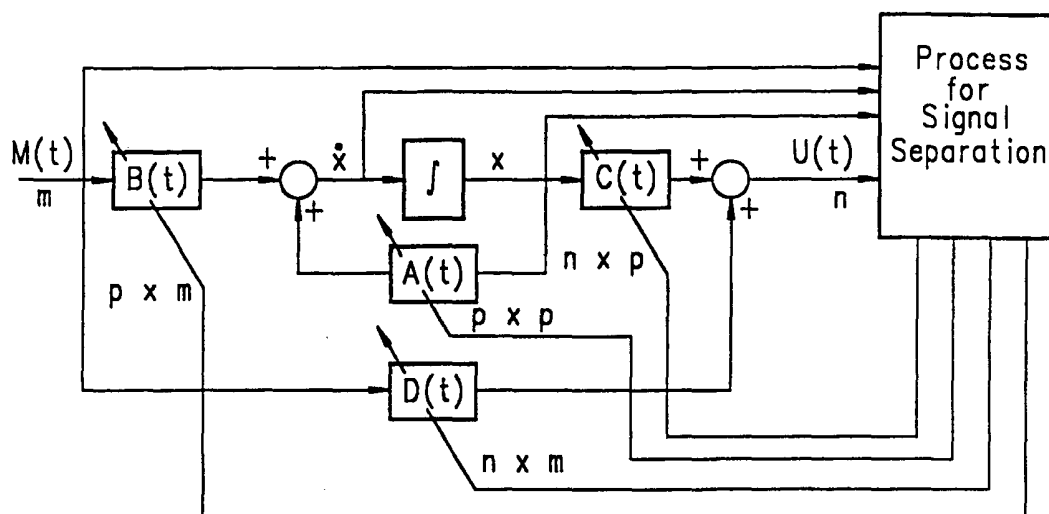 Process
for
Signal
Separation
M(t)
m
B(t)
+
+
ẋ
∫
x
C(t)
+
+
U(t)
n
A(t)
n x p
p x m
p x p
D(t)
n x m